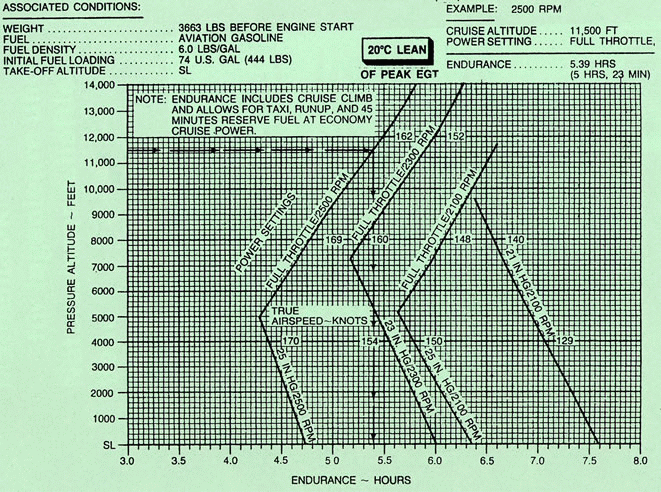 ASSOCIATED CONDITIONS:
WEIGHT 3663 LBS BEFORE ENGINE START
FUEL AVIATION GASOLINE
FUEL DENSITY 6.0 LBS/GAL
INITIAL FUEL LOADING 74 U.S. GAL (444 LBS)
TAKE-OFF ALTITUDE SL
20°C LEAN
OF PEAK EGT
EXAMPLE: 2500 RPM
CRUISE ALTITUDE 11,500 FT
POWER SETTING FULL THROTTLE,
ENDURANCE 5.39 HRS
(5 HRS, 23 MIN)
NOTE: ENDURANCE INCLUDES CRUISE CLIMB
AND ALLOWS FOR TAXI, RUNUP, AND 45
MINUTES RESERVE FUEL AT ECONOMY
CRUISE POWER.
PRESSURE ALTITUDE ~ FEET
14,000
13,000
12,000
11,000
10,000
9000
8000
7000
6000
5000
4000
3000
2000
1000
SL
POWER SETTINGS
FULL THROTTLE/2500 RPM
FULL THROTTLE/2300 RPM
FULL THROTTLE/2100 RPM
162
152
169
160
148
140
TRUE
AIRSPEED~KNOTS
170
154
150
129
25 IN.HG/2500 RPM
23 IN. HG/2300 RPM
25 IN.HG/2100 RPM
21 IN.HG/2100 RPM
3.0 3.5 4.0 4.5 5.0 5.5 6.0 6.5 7.0 7.5 8.0
ENDURANCE ~ HOURS